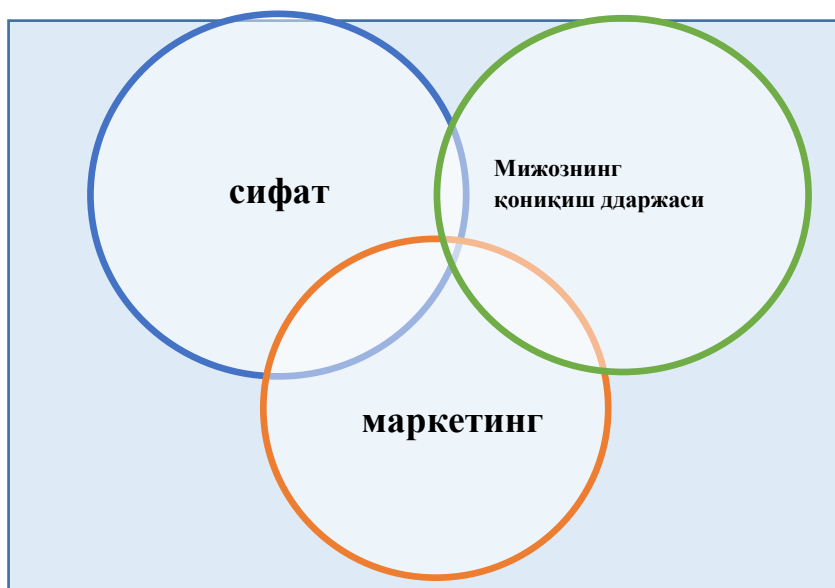 сифат
Мижознинг
қониқиш ддаржаси
маркетинг